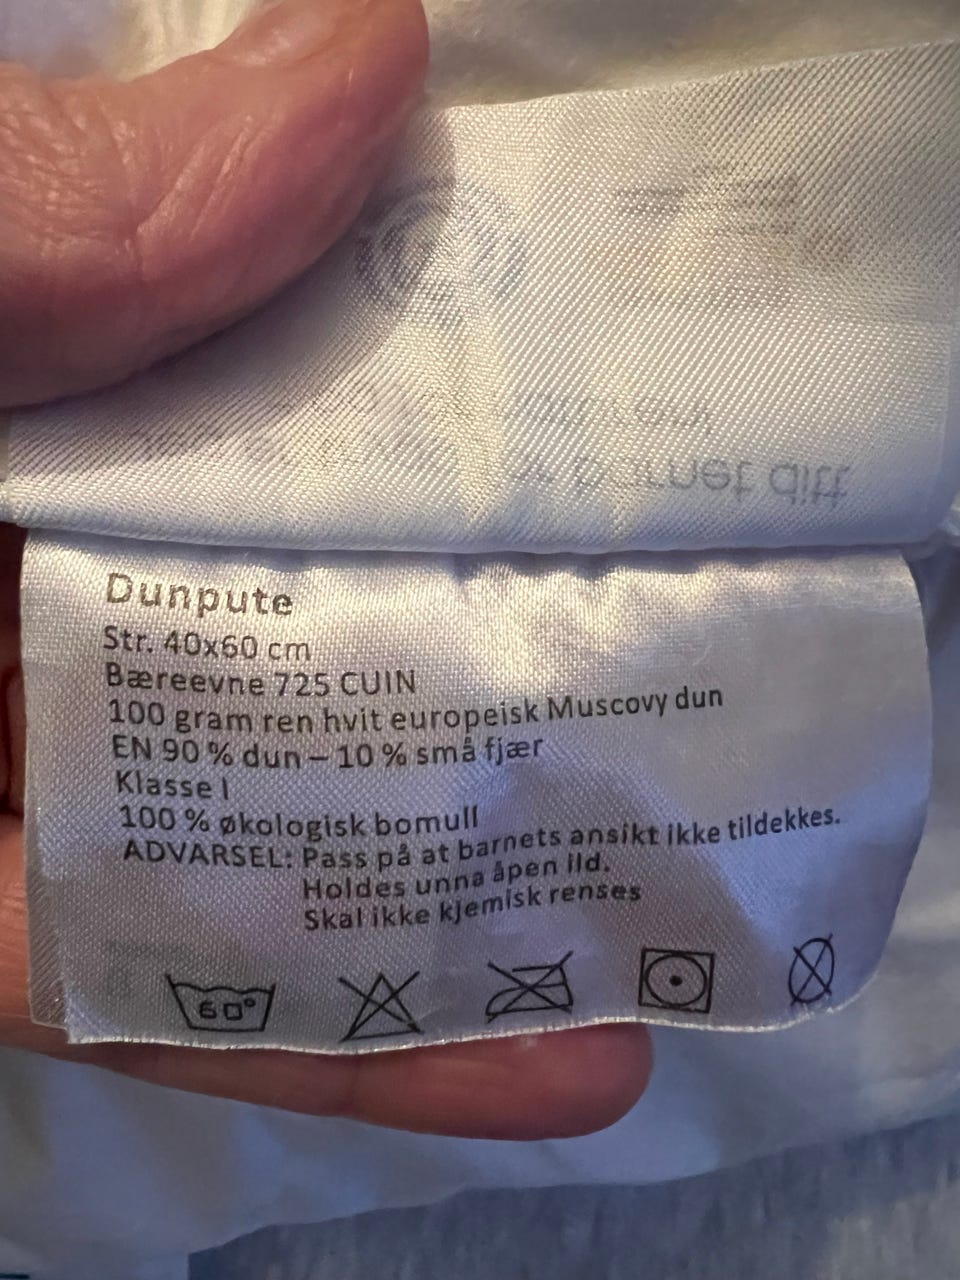 barnet ditt
Dunpute
Str. 40x60 cm
Bæreevne 725 CUIN
100 gram ren hvit europeisk Muscovy dun
EN 90 % dun – 10 % små fjær
Klasse I
100 % økologisk bomull
ADVARSEL: Pass på at barnets ansikt ikke tildekkes.
Holdes unna åpen ild.
Skal ikke kjemisk renses
60°